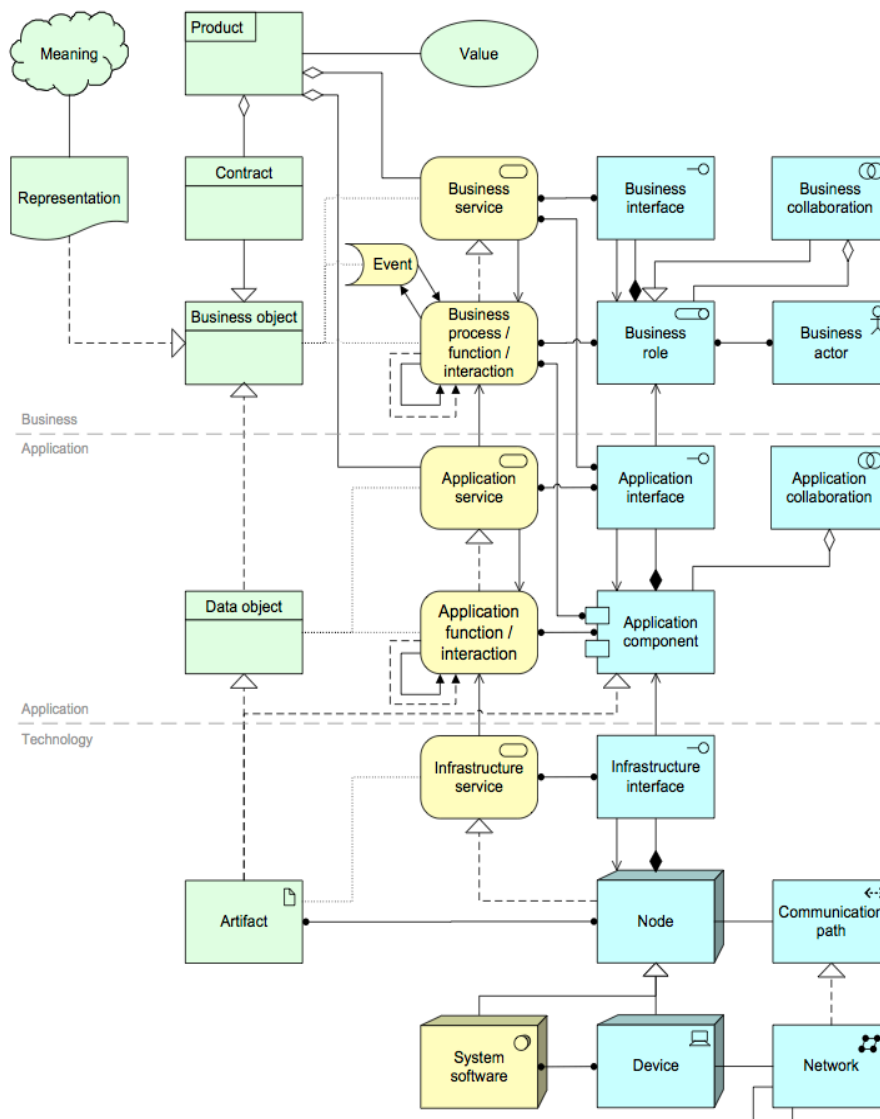 Meaning
Product
Value
Representation
Contract
Business
service
Business
interface
Business
collaboration
Event
Business object
Business
process /
function /
interaction
Business
role
Business
actor
Business
Application
Application
service
Application
interface
Application
collaboration
Data object
Application
function /
interaction
Application
component
Application
Technology
Infrastructure
service
Infrastructure
interface
Artifact
Node
Communication
path
System
software
Device
Network